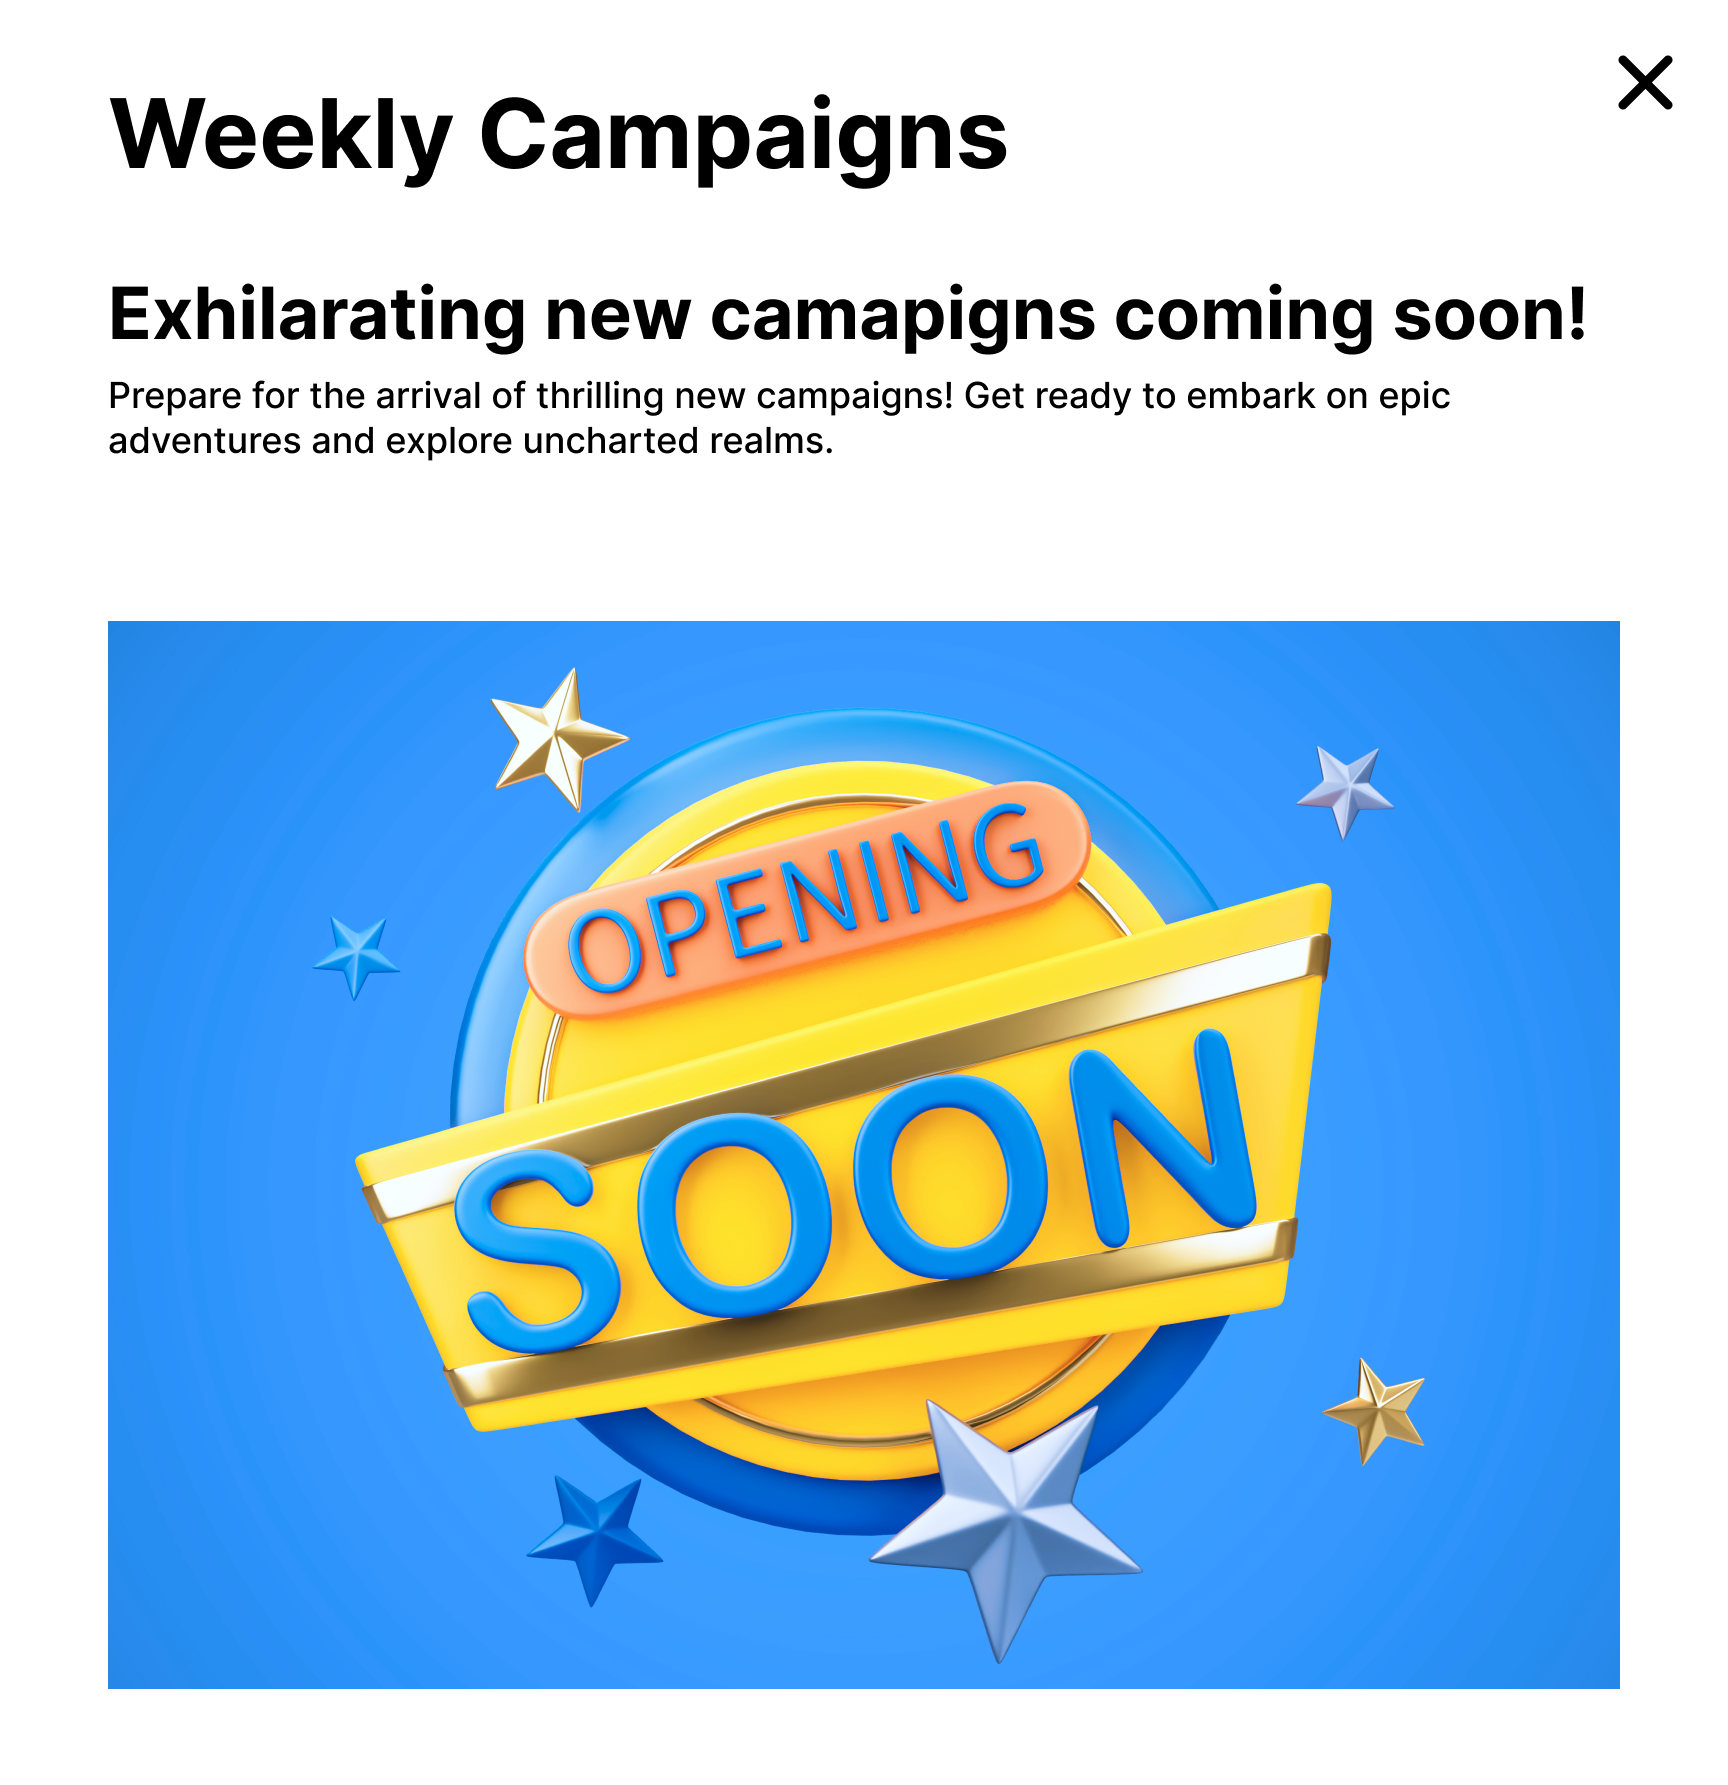 Weekly Campaigns
Exhilarating new camapigns coming soon!
Prepare for the arrival of thrilling new campaigns! Get ready to embark on epic
adventures and explore uncharted realms.
OPENING
SOON